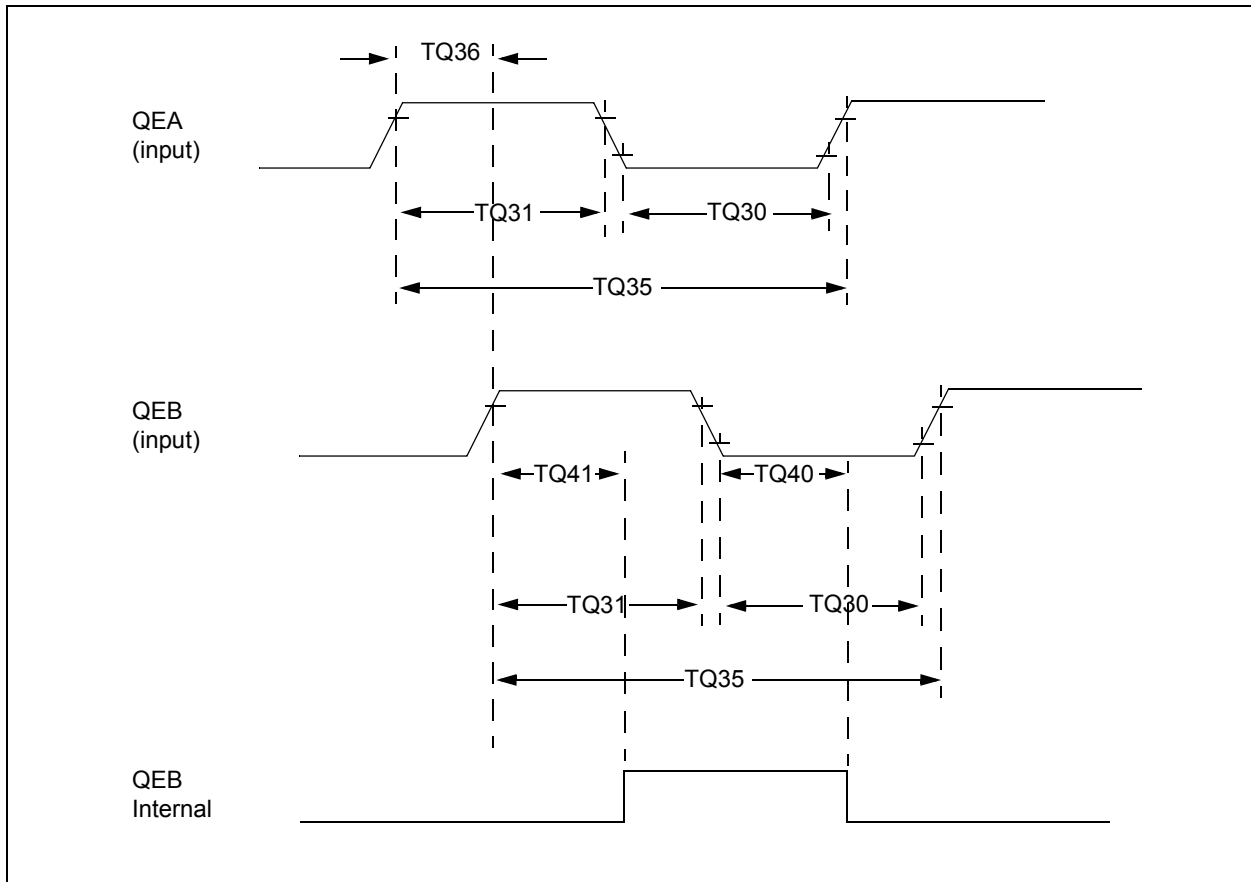 TQ36
QEA
(input)
TQ31
TQ30
TQ35
QEB
(input)
TQ41
TQ40
TQ31
TQ30
TQ35
QEB
Internal